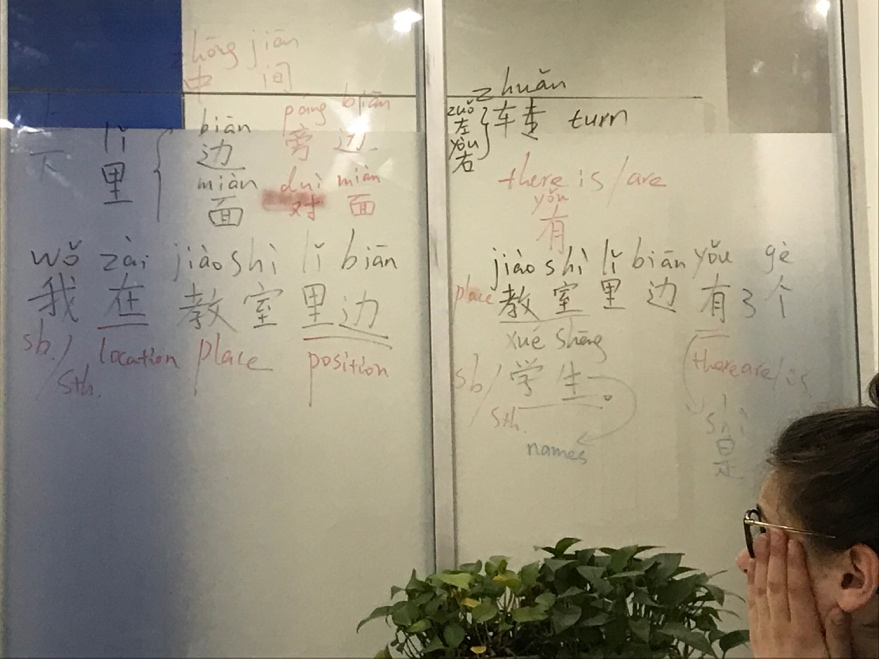 zhōng jiān
中 间
下
lǐ
里
biān
边
miàn
面
páng biān
旁 边
duì miàn
对 面
wǒ zài jiàoshì lǐ biān
我 在 教 室 里 边
sb./sth. location place position
zhuǎn
转 turn
zuǒ
左
yòu
右
there is/are
yǒu
有
jiàoshì lǐ biān yǒu gè
place 教 室 里 边 有 3 个
xué shēng
sb/sth. 学 生。
there are/is
names
shì
是